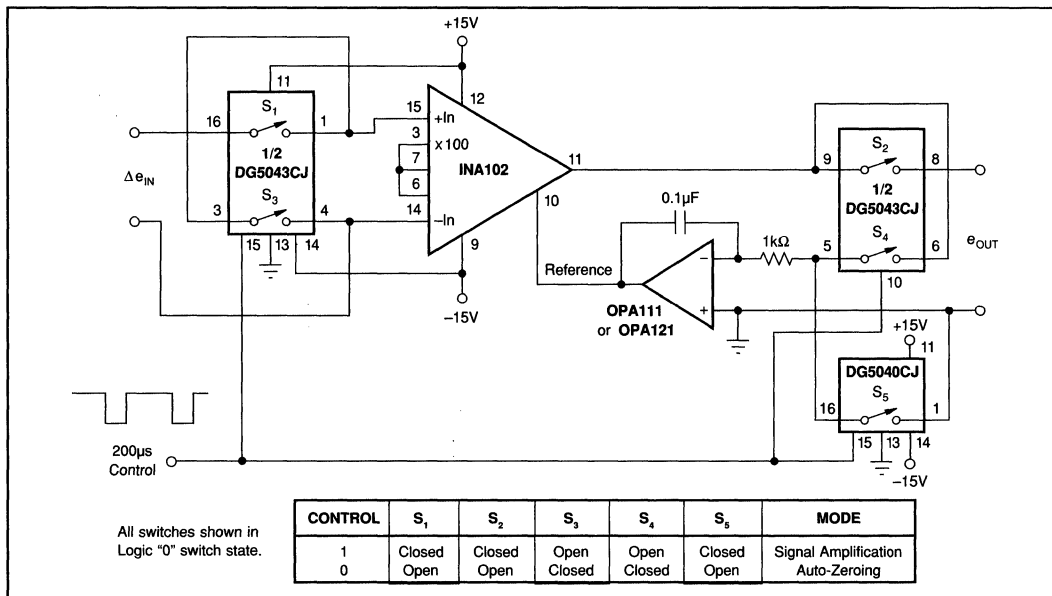 +15V
11
S1
16
1
1/2
DG5043CJ
S3
3
4
15
13
14
ΔeIN
12
15
+In
3
x100
7
6
14
–In
INA102
11
10
9
–15V
0.1µF
1kΩ
Reference
–
+
OPA111
or OPA121
S2
9
8
1/2
DG5043CJ
S4
5
6
10
eOUT
+15V
11
DG5040CJ
S5
16
1
15
13
14
–15V
200µs
Control
All switches shown in
Logic "0" switch state.
CONTROL S1 S2 S3 S4 S5 MODE
1 Closed Closed Open Open Closed Signal Amplification
0 Open Open Closed Closed Open Auto-Zeroing